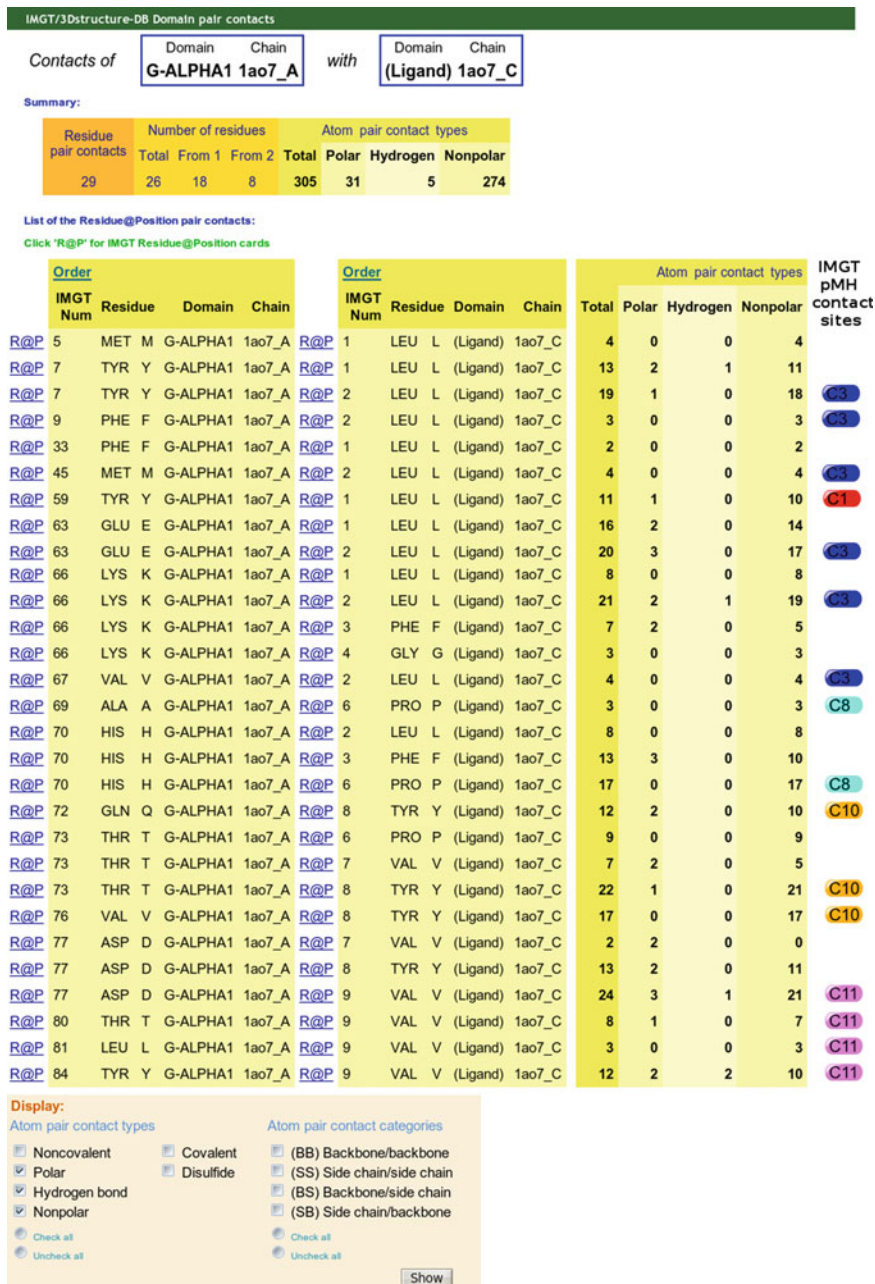 IMGT/3Dstructure-DB Domain pair contacts
Contacts of Domain Chain with Domain Chain
G-ALPHA1 1ao7_A (Ligand) 1ao7_C
Summary:
Residue pair contacts Number of residues Atom pair contact types
Total From 1 From 2 Total Polar Hydrogen Nonpolar
29 26 18 8 305 31 5 274
List of the Residue@Position pair contacts:
Click 'R@P' for IMGT Residue@Position cards
Order Order Atom pair contact types IMGT pMH contact sites
IMGT Num Residue Domain Chain IMGT Num Residue Domain Chain Total Polar Hydrogen Nonpolar
R@P 5 MET M G-ALPHA1 1ao7_A R@P 1 LEU L (Ligand) 1ao7_C 4 0 0 4
R@P 7 TYR Y G-ALPHA1 1ao7_A R@P 1 LEU L (Ligand) 1ao7_C 13 2 1 11
R@P 7 TYR Y G-ALPHA1 1ao7_A R@P 2 LEU L (Ligand) 1ao7_C 19 1 0 18 C3
R@P 9 PHE F G-ALPHA1 1ao7_A R@P 2 LEU L (Ligand) 1ao7_C 3 0 0 3 C3
R@P 33 PHE F G-ALPHA1 1ao7_A R@P 1 LEU L (Ligand) 1ao7_C 2 0 0 2
R@P 45 MET M G-ALPHA1 1ao7_A R@P 2 LEU L (Ligand) 1ao7_C 4 0 0 4 C3
R@P 59 TYR Y G-ALPHA1 1ao7_A R@P 1 LEU L (Ligand) 1ao7_C 11 1 0 10 C1
R@P 63 GLU E G-ALPHA1 1ao7_A R@P 1 LEU L (Ligand) 1ao7_C 16 2 0 14
R@P 63 GLU E G-ALPHA1 1ao7_A R@P 2 LEU L (Ligand) 1ao7_C 20 3 0 17 C3
R@P 66 LYS K G-ALPHA1 1ao7_A R@P 1 LEU L (Ligand) 1ao7_C 8 0 0 8
R@P 66 LYS K G-ALPHA1 1ao7_A R@P 2 LEU L (Ligand) 1ao7_C 21 2 1 19 C3
R@P 66 LYS K G-ALPHA1 1ao7_A R@P 3 PHE F (Ligand) 1ao7_C 7 2 0 5
R@P 66 LYS K G-ALPHA1 1ao7_A R@P 4 GLY G (Ligand) 1ao7_C 3 0 0 3
R@P 67 VAL V G-ALPHA1 1ao7_A R@P 2 LEU L (Ligand) 1ao7_C 4 0 0 4 C3
R@P 69 ALA A G-ALPHA1 1ao7_A R@P 6 PRO P (Ligand) 1ao7_C 3 0 0 3 C8
R@P 70 HIS H G-ALPHA1 1ao7_A R@P 2 LEU L (Ligand) 1ao7_C 8 0 0 8
R@P 70 HIS H G-ALPHA1 1ao7_A R@P 3 PHE F (Ligand) 1ao7_C 13 3 0 10
R@P 70 HIS H G-ALPHA1 1ao7_A R@P 6 PRO P (Ligand) 1ao7_C 17 0 0 17 C8
R@P 72 GLN Q G-ALPHA1 1ao7_A R@P 8 TYR Y (Ligand) 1ao7_C 12 2 0 10 C10
R@P 73 THR T G-ALPHA1 1ao7_A R@P 6 PRO P (Ligand) 1ao7_C 9 0 0 9
R@P 73 THR T G-ALPHA1 1ao7_A R@P 7 VAL V (Ligand) 1ao7_C 7 2 0 5
R@P 73 THR T G-ALPHA1 1ao7_A R@P 8 TYR Y (Ligand) 1ao7_C 22 1 0 21 C10
R@P 76 VAL V G-ALPHA1 1ao7_A R@P 8 TYR Y (Ligand) 1ao7_C 17 0 0 17 C10
R@P 77 ASP D G-ALPHA1 1ao7_A R@P 7 VAL V (Ligand) 1ao7_C 2 2 0 0
R@P 77 ASP D G-ALPHA1 1ao7_A R@P 8 TYR Y (Ligand) 1ao7_C 13 2 0 11
R@P 77 ASP D G-ALPHA1 1ao7_A R@P 9 VAL V (Ligand) 1ao7_C 24 3 1 21 C11
R@P 80 THR T G-ALPHA1 1ao7_A R@P 9 VAL V (Ligand) 1ao7_C 8 1 0 7 C11
R@P 81 LEU L G-ALPHA1 1ao7_A R@P 9 VAL V (Ligand) 1ao7_C 3 0 0 3 C11
R@P 84 TYR Y G-ALPHA1 1ao7_A R@P 9 VAL V (Ligand) 1ao7_C 12 2 2 10 C11
Display:
Atom pair contact types Atom pair contact categories
Noncovalent Covalent (BB) Backbone/backbone
Polar Disulfide (SS) Side chain/side chain
Hydrogen bond (BS) Backbone/side chain
Nonpolar (SB) Side chain/backbone
Check all Check all
Uncheck all Uncheck all
Show